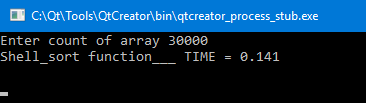 C:\Qt\Tools\QtCreator\bin\qtcreator_process_stub.exe
Enter count of array 30000
Shell_sort function___ TIME = 0.141